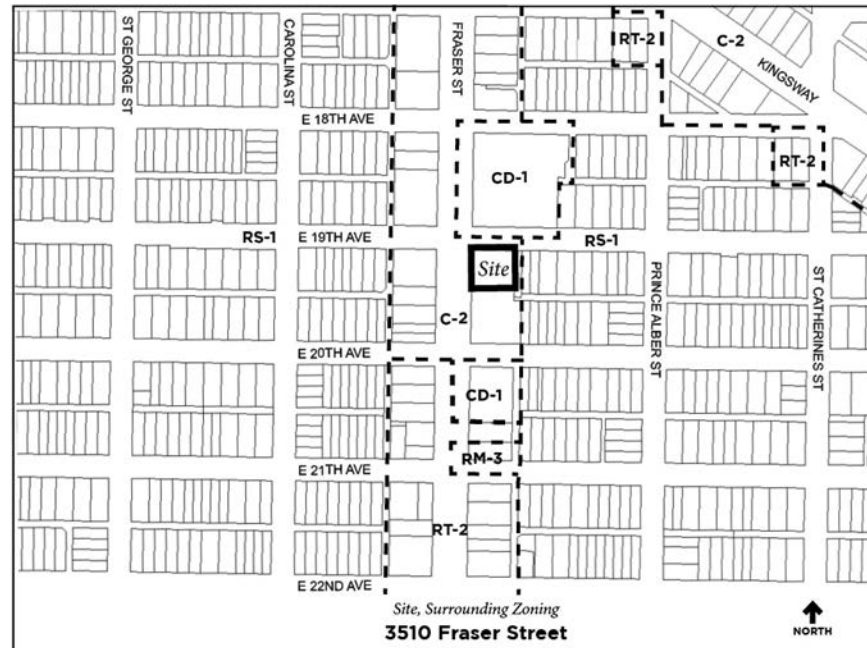 ST GEORGE ST
CAROLINA ST
FRASER ST
RT-2
C-2
KINGSWAY
E 18TH AVE
CD-1
RT-2
E 19TH AVE
RS-1
RS-1
Site
PRINCE ALBER ST
ST CATHERINES ST
C-2
E 20TH AVE
CD-1
RM-3
E 21TH AVE
RT-2
E 22ND AVE
Site, Surrounding Zoning
3510 Fraser Street
NORTH